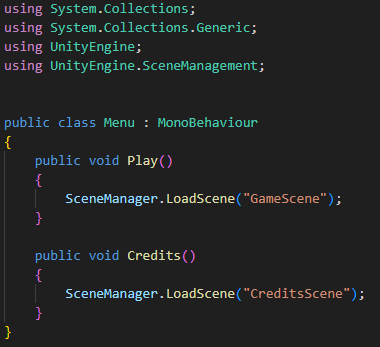 using System.Collections;
using System.Collections.Generic;
using UnityEngine;
using UnityEngine.SceneManagement;
public class Menu : MonoBehaviour
{
    public void Play()
    {
        SceneManager.LoadScene("GameScene");
    }
    public void Credits()
    {
        SceneManager.LoadScene("CreditsScene");
    }
}